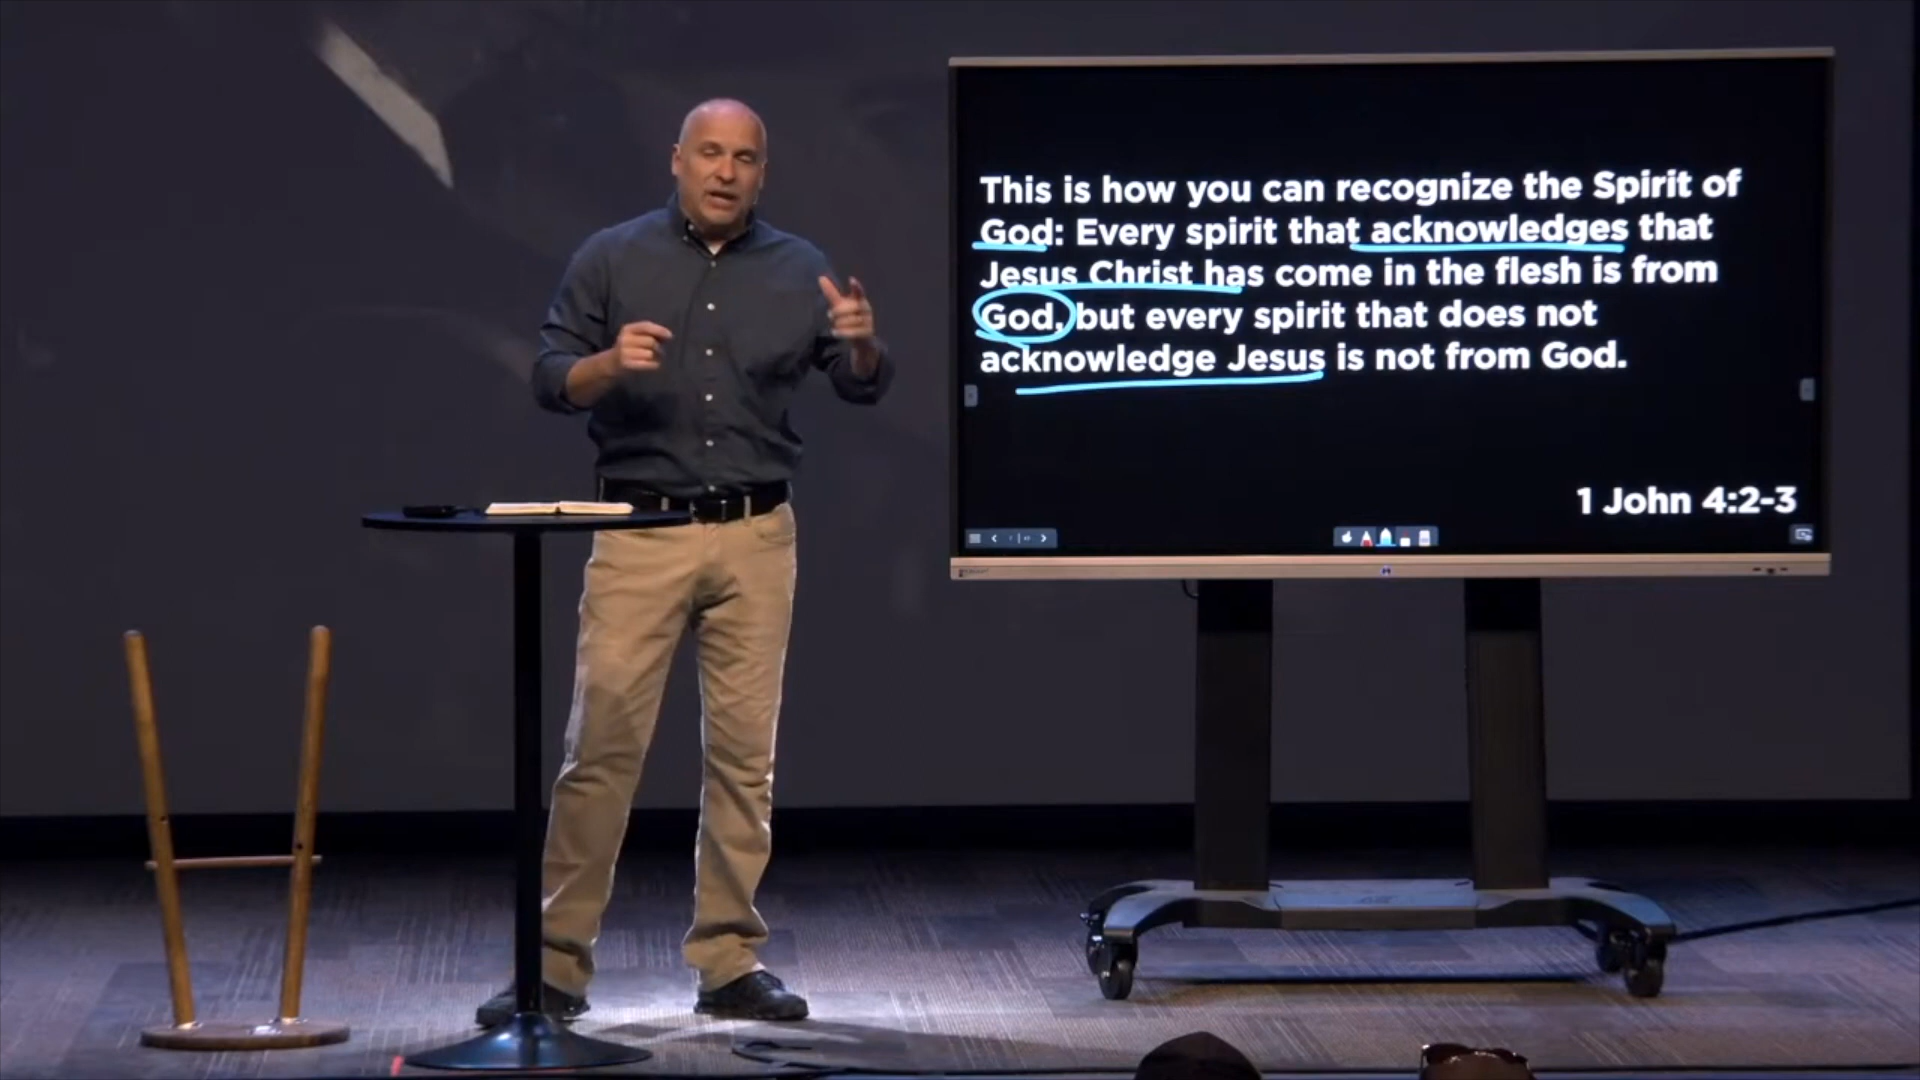 This is how you can recognize the Spirit of
God: Every spirit that acknowledges that
Jesus Christ has come in the flesh is from
God, but every spirit that does not
acknowledge Jesus is not from God.
1 John 4:2-3